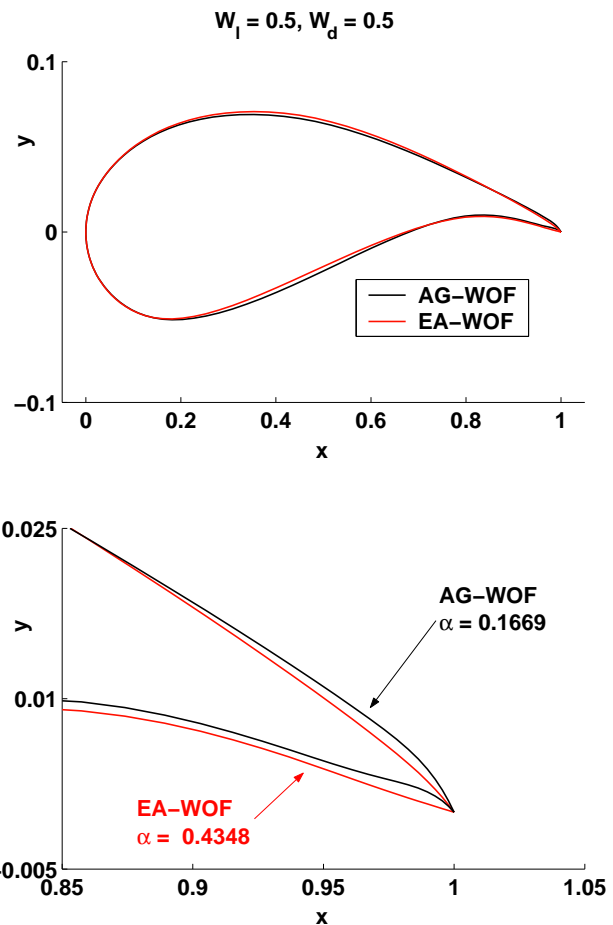 W_l = 0.5, W_d = 0.5
0.1
y
0
AG−WOF
EA−WOF
−0.1
0 0.2 0.4 0.6 0.8 1
x
0.025
AG−WOF
y
α = 0.1669
0.01
EA−WOF
α = 0.4348
-0.005
0.85 0.9 0.95 1 1.05
x